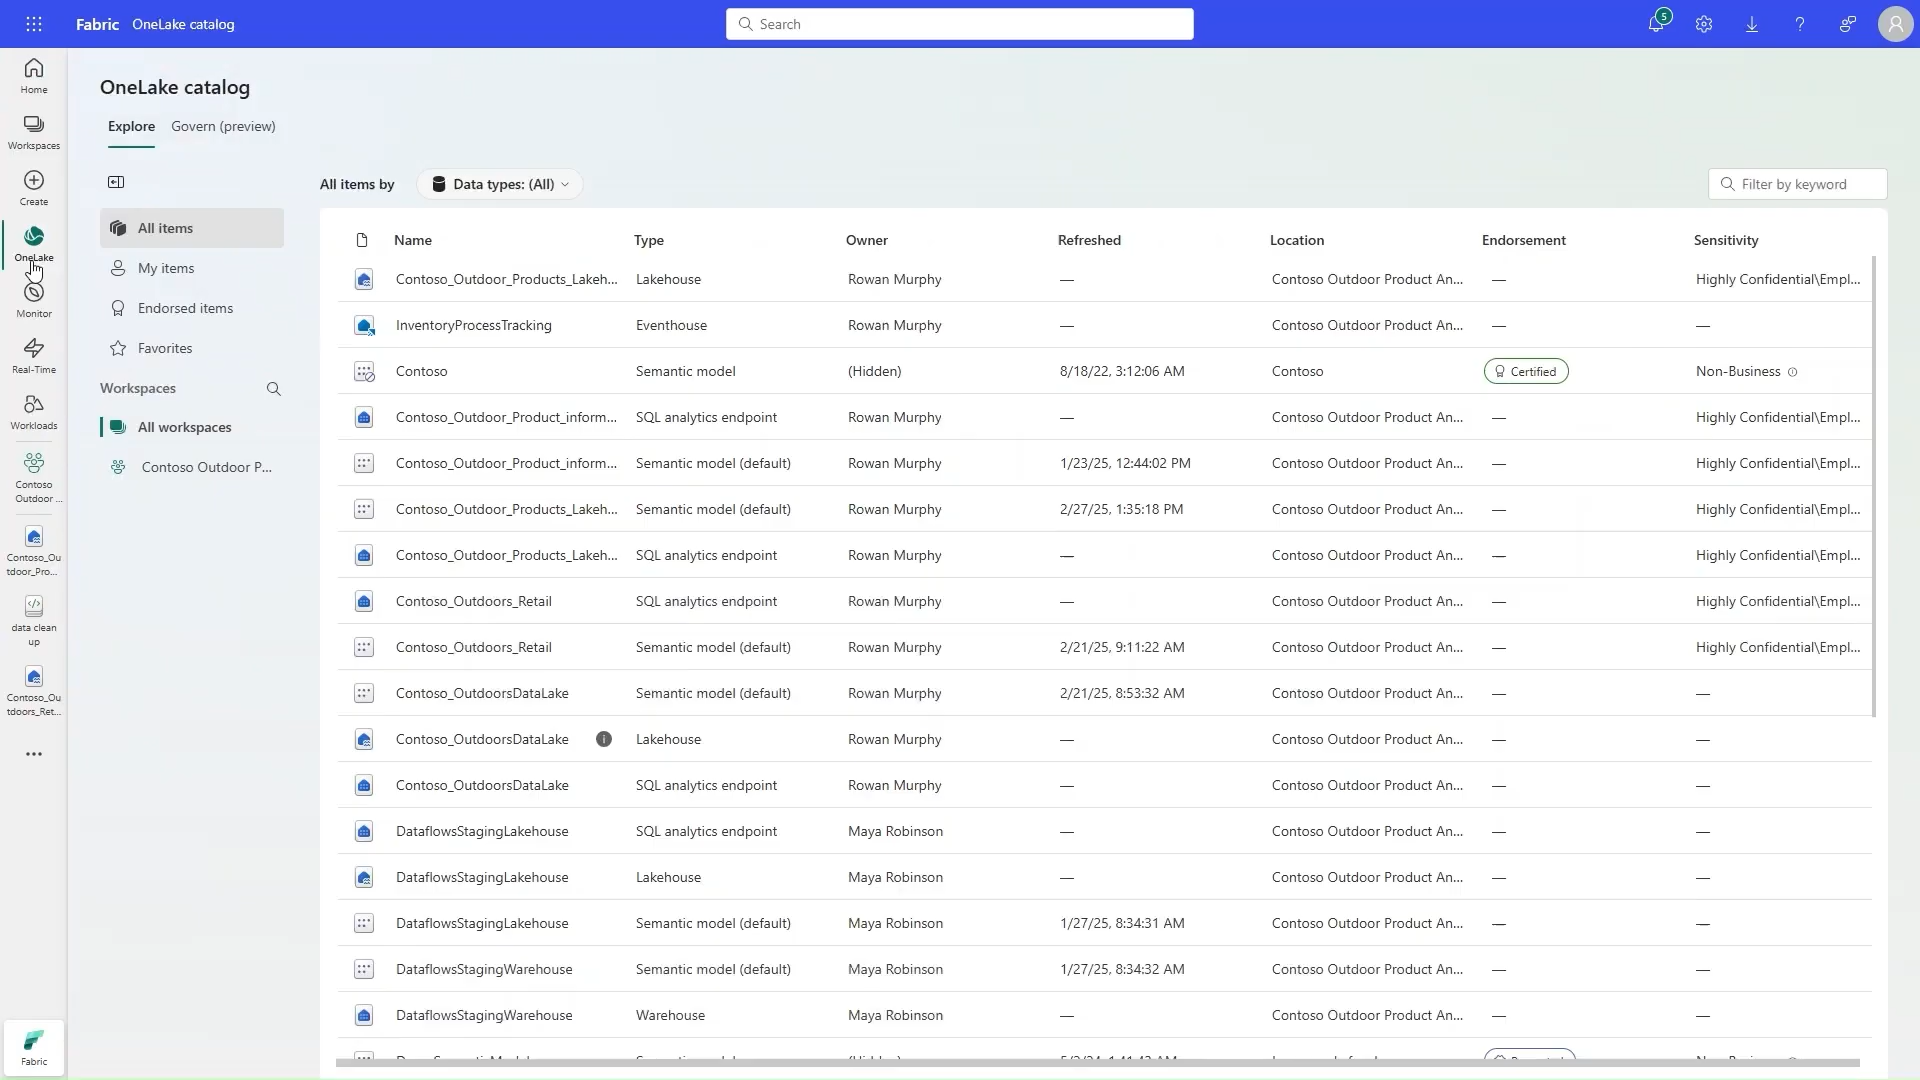 Fabric OneLake catalog
Search
5
Home
Workspaces
Create
OneLake
Monitor
Real-Time
Workloads
Contoso
Outdoor ...
Contoso_Ou
tdoor_Pro...
data clean
up
Contoso_Ou
tdoors_Ret...
Fabric
OneLake catalog
Explore Govern (preview)
All items
My items
Endorsed items
Favorites
Workspaces
All workspaces
Contoso Outdoor P...
All items by Data types: (All)
Filter by keyword
Name Type Owner Refreshed Location Endorsement Sensitivity
Contoso_Outdoor_Products_Lakeh... Lakehouse Rowan Murphy — Contoso Outdoor Product An... — Highly Confidential\Empl...
InventoryProcessTracking Eventhouse Rowan Murphy — Contoso Outdoor Product An... — —
Contoso Semantic model (Hidden) 8/18/22, 3:12:06 AM Contoso Certified Non-Business
Contoso_Outdoor_Product_inform... SQL analytics endpoint Rowan Murphy — Contoso Outdoor Product An... — Highly Confidential\Empl...
Contoso_Outdoor_Product_inform... Semantic model (default) Rowan Murphy 1/23/25, 12:44:02 PM Contoso Outdoor Product An... — Highly Confidential\Empl...
Contoso_Outdoor_Products_Lakeh... Semantic model (default) Rowan Murphy 2/27/25, 1:35:18 PM Contoso Outdoor Product An... — Highly Confidential\Empl...
Contoso_Outdoor_Products_Lakeh... SQL analytics endpoint Rowan Murphy — Contoso Outdoor Product An... — Highly Confidential\Empl...
Contoso_Outdoors_Retail SQL analytics endpoint Rowan Murphy — Contoso Outdoor Product An... — Highly Confidential\Empl...
Contoso_Outdoors_Retail Semantic model (default) Rowan Murphy 2/21/25, 9:11:22 AM Contoso Outdoor Product An... — Highly Confidential\Empl...
Contoso_OutdoorsDataLake Semantic model (default) Rowan Murphy 2/21/25, 8:53:32 AM Contoso Outdoor Product An... — —
Contoso_OutdoorsDataLake Lakehouse Rowan Murphy — Contoso Outdoor Product An... — —
Contoso_OutdoorsDataLake SQL analytics endpoint Rowan Murphy — Contoso Outdoor Product An... — —
DataflowsStagingLakehouse SQL analytics endpoint Maya Robinson — Contoso Outdoor Product An... — —
DataflowsStagingLakehouse Lakehouse Maya Robinson — Contoso Outdoor Product An... — —
DataflowsStagingLakehouse Semantic model (default) Maya Robinson 1/27/25, 8:34:31 AM Contoso Outdoor Product An... — —
DataflowsStagingWarehouse Semantic model (default) Maya Robinson 1/27/25, 8:34:32 AM Contoso Outdoor Product An... — —
DataflowsStagingWarehouse Warehouse Maya Robinson — Contoso Outdoor Product An... — —